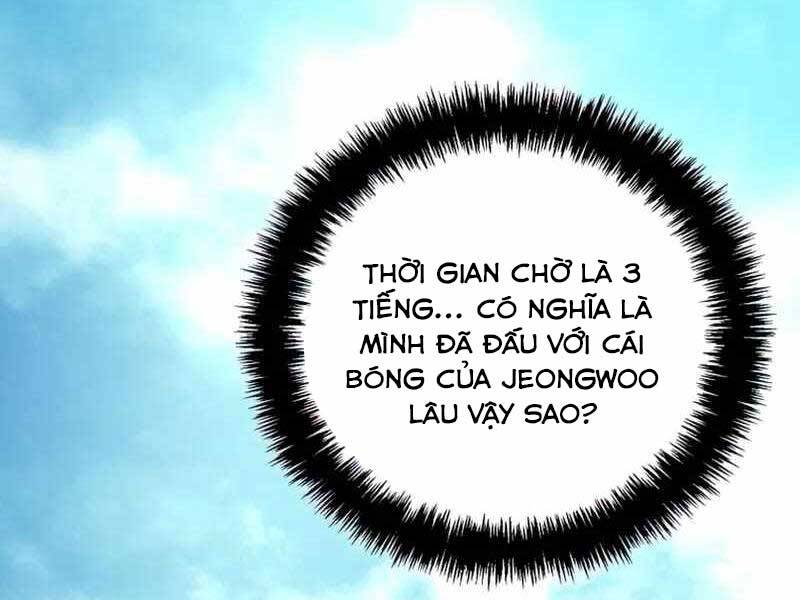 THỜI GIAN CHỜ LÀ 3
TIẾNG... CÓ NGHĨA LÀ
MÌNH ĐÃ ĐẤU VỚI CÁI
BÓNG CỦA JEONGWOO
LÂU VẬY SAO?